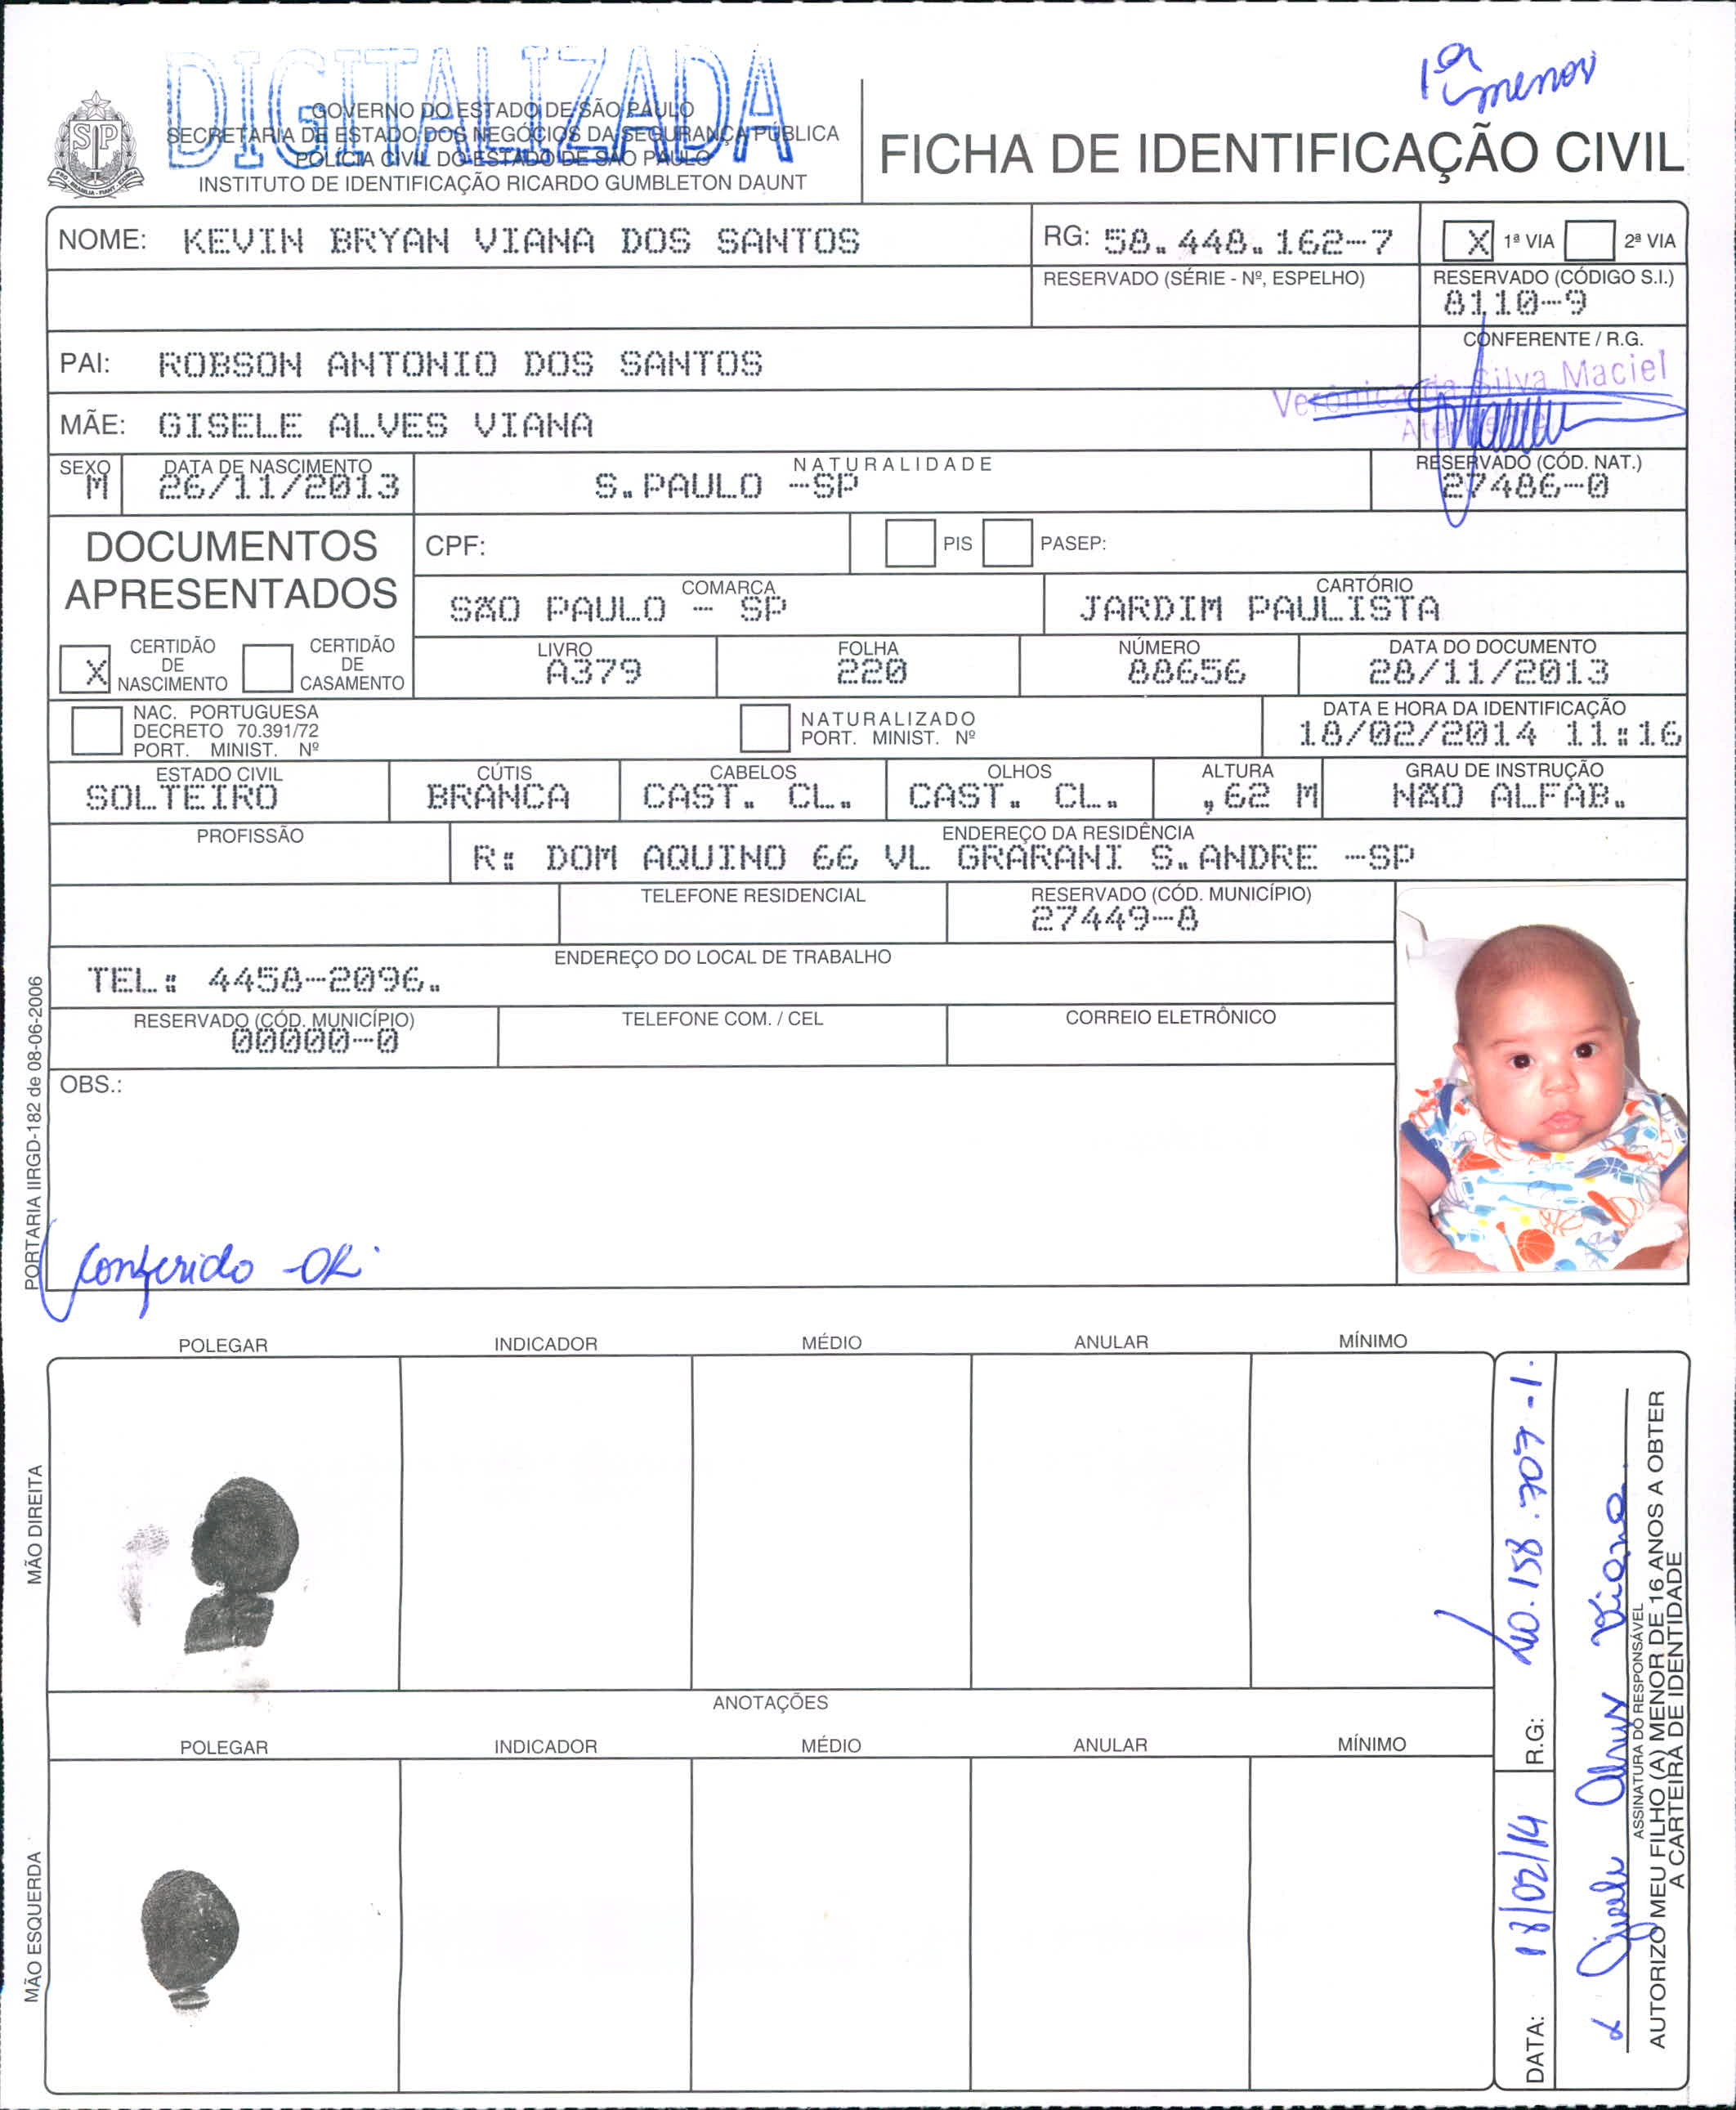 DIGITALIZADA
1ª menor
GOVERNO DO ESTADO DE SÃO PAULO
SECRETARIA DE ESTADO DOS NEGÓCIOS DA SEGURANÇA PÚBLICA
POLÍCIA CIVIL DO ESTADO DE SÃO PAULO
INSTITUTO DE IDENTIFICAÇÃO RICARDO GUMBLETON DAUNT
FICHA DE IDENTIFICAÇÃO CIVIL
NOME: KEVIN BRYAN VIANA DOS SANTOS
RG: 58.448.162-7
X 1ª VIA 2ª VIA
RESERVADO (SÉRIE - Nº, ESPELHO)
RESERVADO (CÓDIGO S.I.)
8110-9
PAI: ROBSON ANTONIO DOS SANTOS
CONFERENTE / R.G.
Verônica da Silva Maciel
MÃE: GISELE ALVES VIANA
SEXO
M
DATA DE NASCIMENTO
26/11/2013
NATURALIDADE
S.PAULO -SP
RESERVADO (CÓD. NAT.)
27486-0
DOCUMENTOS
APRESENTADOS
CPF:
PIS
PASEP:
COMARCA
SÃO PAULO - SP
CARTÓRIO
JARDIM PAULISTA
X CERTIDÃO
DE
NASCIMENTO
CERTIDÃO
DE
CASAMENTO
LIVRO
A379
FOLHA
220
NÚMERO
88656
DATA DO DOCUMENTO
28/11/2013
NAC. PORTUGUESA
DECRETO 70.391/72
PORT. MINIST. Nº
NATURALIZADO
PORT. MINIST. Nº
DATA E HORA DA IDENTIFICAÇÃO
18/02/2014 11:16
ESTADO CIVIL
SOLTEIRO
CÚTIS
BRANCA
CABELOS
CAST. CL.
OLHOS
CAST. CL.
ALTURA
,62 M
GRAU DE INSTRUÇÃO
NÃO ALFAB.
PROFISSÃO
ENDEREÇO DA RESIDÊNCIA
R: DOM AQUINO 66 VL GRARANI S.ANDRE -SP
TELEFONE RESIDENCIAL
RESERVADO (CÓD. MUNICÍPIO)
27449-8
ENDEREÇO DO LOCAL DE TRABALHO
TEL: 4458-2096.
RESERVADO (CÓD. MUNICÍPIO)
00000-0
TELEFONE COM. / CEL
CORREIO ELETRÔNICO
OBS.:
Conferido -OK
PORTARIA IIRGD-182 de 08-06-2006
POLEGAR INDICADOR MÉDIO ANULAR MÍNIMO
MÃO DIREITA
ANOTAÇÕES
POLEGAR INDICADOR MÉDIO ANULAR MÍNIMO
MÃO ESQUERDA
DATA: 18/02/14 R.G: 40.158.707-1.
Gisele Alves Viana
ASSINATURA DO RESPONSÁVEL
AUTORIZO MEU FILHO (A) MENOR DE 16 ANOS A OBTER
A CARTEIRA DE IDENTIDADE